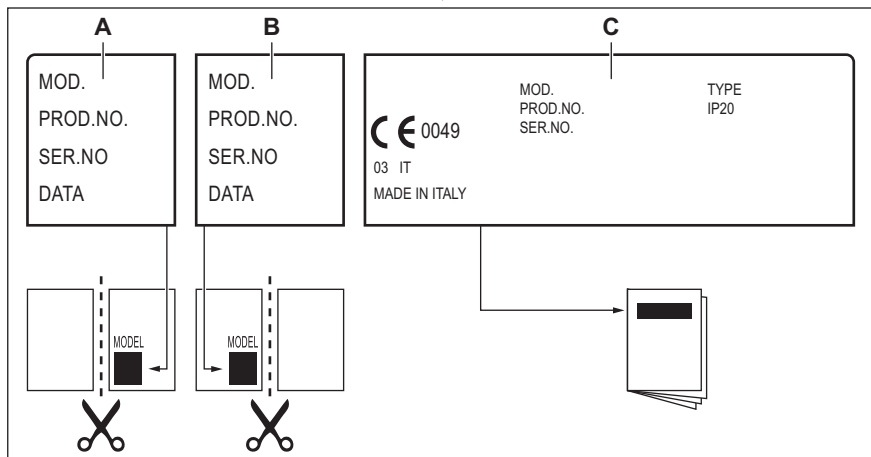 A
B
C
MOD.
PROD.NO.
SER.NO
DATA
MOD.
PROD.NO.
SER.NO
DATA
MOD.
PROD.NO.
SER.NO.
TYPE
IP20
CE 0049
03 IT
MADE IN ITALY
MODEL
MODEL